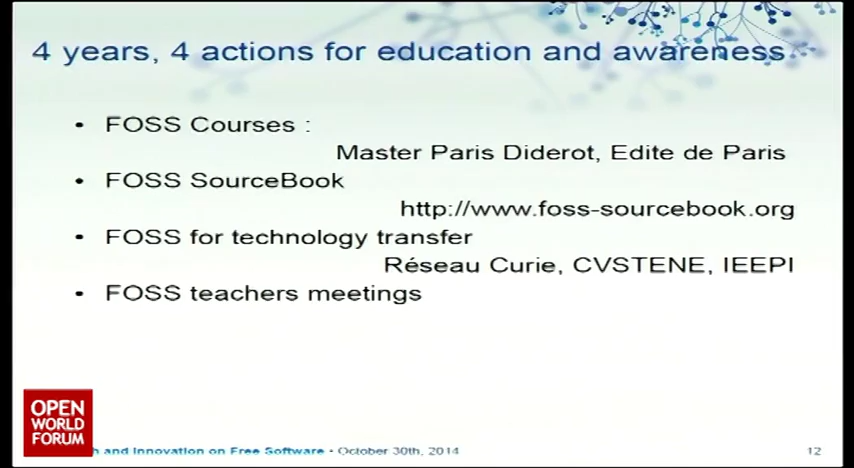 4 years, 4 actions for education and awareness
• FOSS Courses :
Master Paris Diderot, Edite de Paris
• FOSS SourceBook
http://www.foss-sourcebook.org
• FOSS for technology transfer
Réseau Curie, CVSTENE, IEEPI
• FOSS teachers meetings
OPEN
WORLD
FORUM
and Innovation on Free Software • October 30th, 2014
12